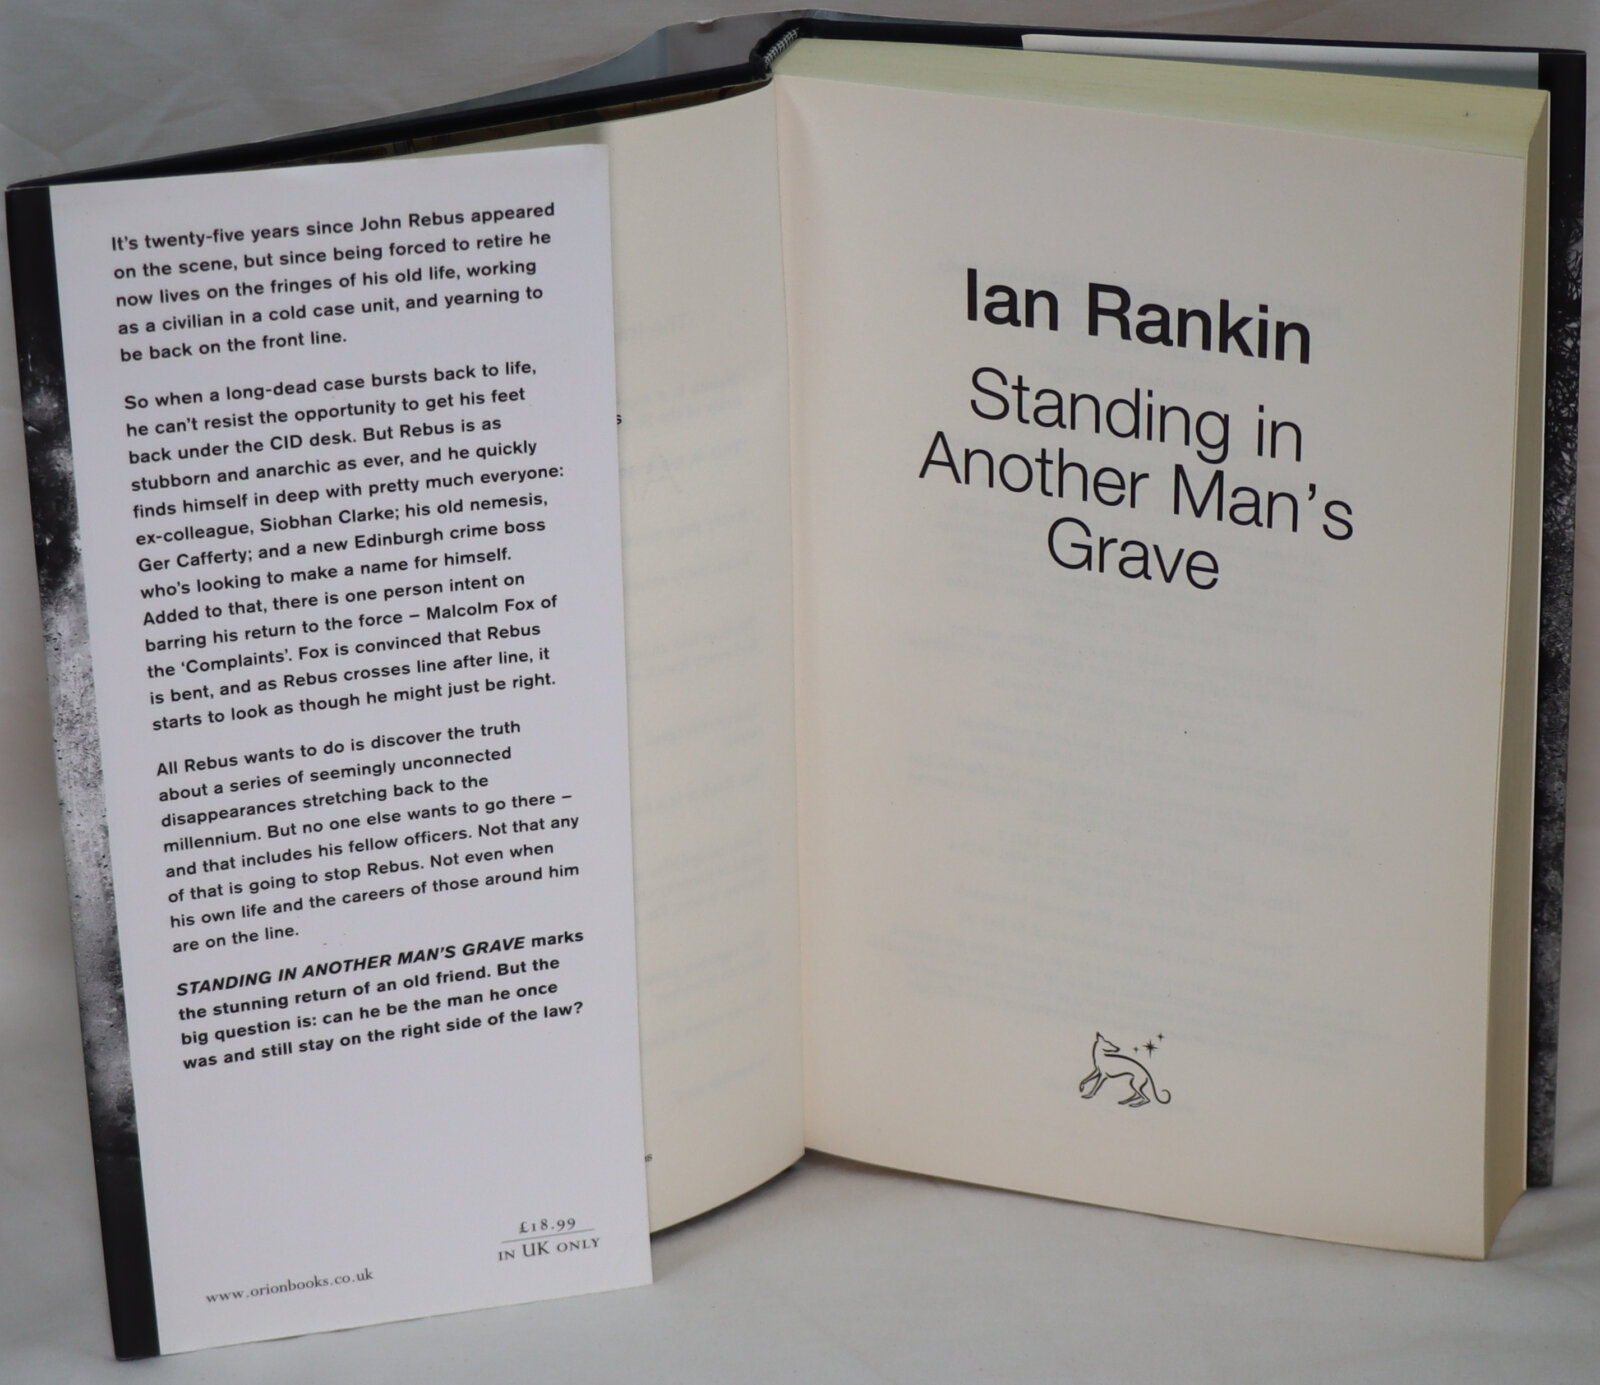 It's twenty-five years since John Rebus appeared
on the scene, but since being forced to retire he
now lives on the fringes of his old life, working
as a civilian in a cold case unit, and yearning to
be back on the front line.
So when a long-dead case bursts back to life,
he can't resist the opportunity to get his feet
back under the CID desk. But Rebus is as
stubborn and anarchic as ever, and he quickly
finds himself in deep with pretty much everyone:
ex-colleague, Siobhan Clarke; his old nemesis,
Ger Cafferty; and a new Edinburgh crime boss
who's looking to make a name for himself.
Added to that, there is one person intent on
barring his return to the force – Malcolm Fox of
the 'Complaints'. Fox is convinced that Rebus
is bent, and as Rebus crosses line after line, it
starts to look as though he might just be right.
All Rebus wants to do is discover the truth
about a series of seemingly unconnected
disappearances stretching back to the
millennium. But no one else wants to go there –
and that includes his fellow officers. Not that any
of that is going to stop Rebus. Not even when
his own life and the careers of those around him
are on the line.
STANDING IN ANOTHER MAN'S GRAVE marks
the stunning return of an old friend. But the
big question is: can he be the man he once
was and still stay on the right side of the law?
£18.99
IN UK ONLY
www.orionbooks.co.uk
Ian Rankin
Standing in
Another Man's
Grave